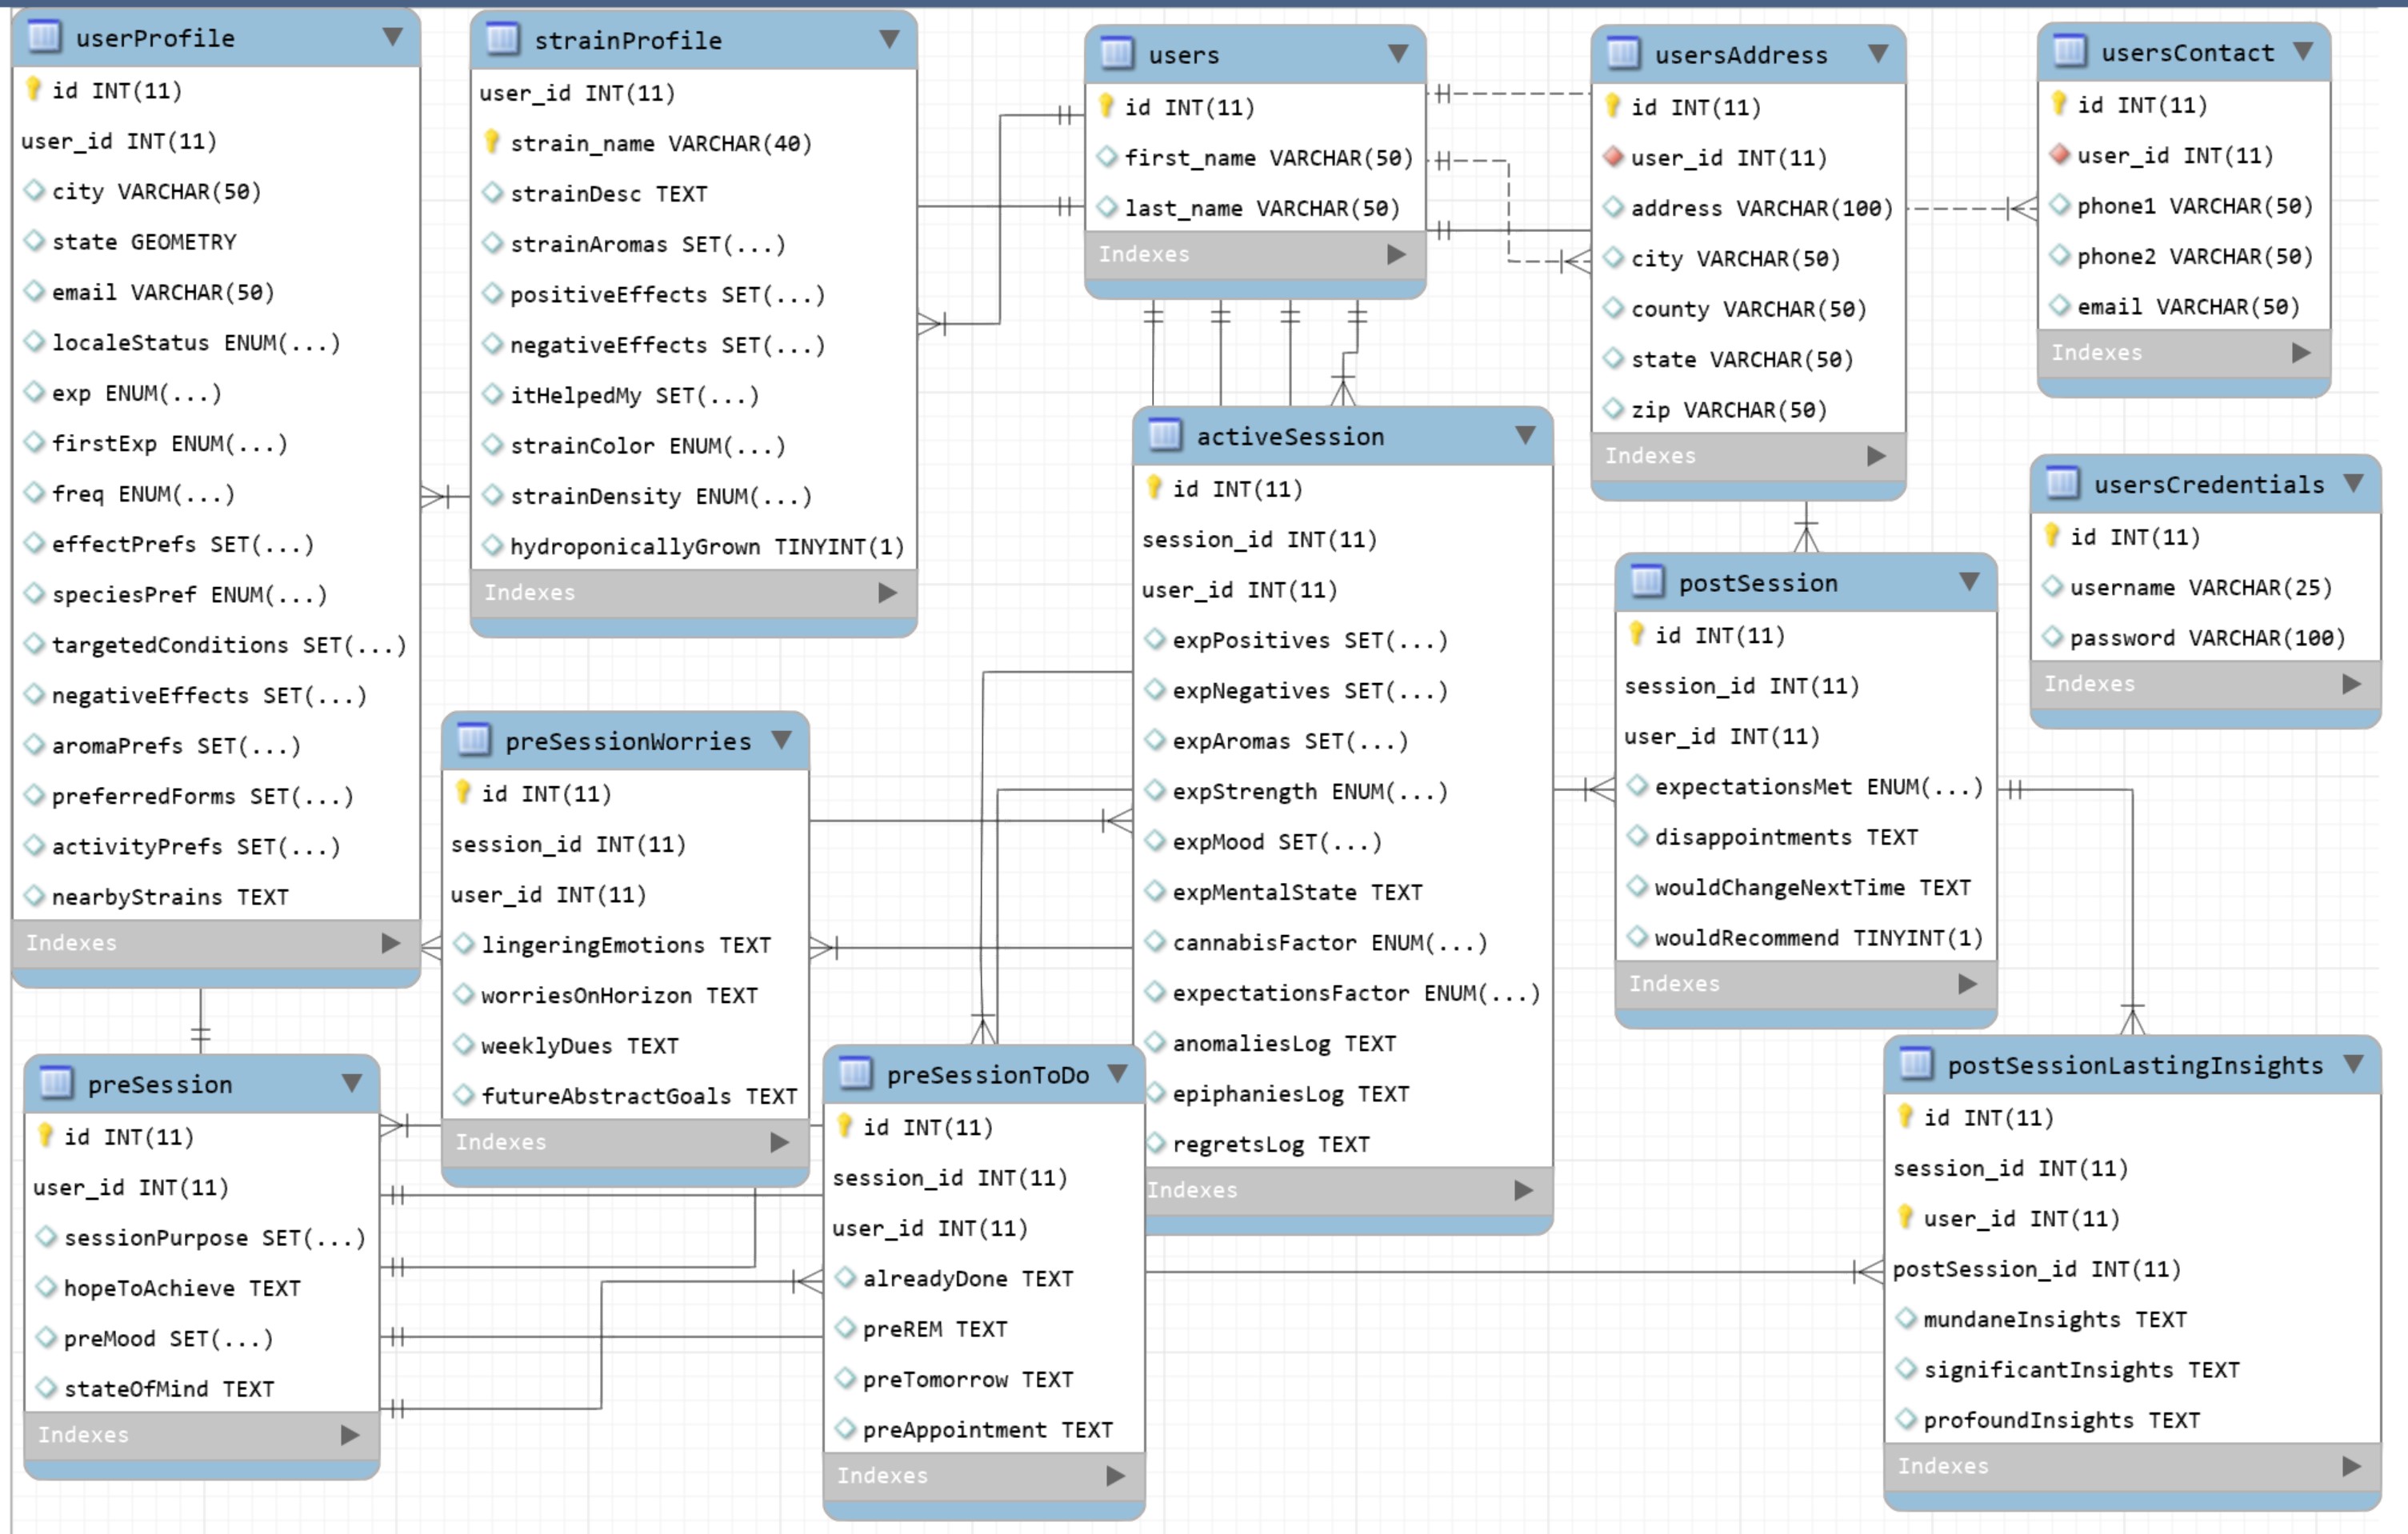 userProfile
id INT(11)
user_id INT(11)
city VARCHAR(50)
state GEOMETRY
email VARCHAR(50)
localeStatus ENUM(...)
exp ENUM(...)
firstExp ENUM(...)
freq ENUM(...)
effectPrefs SET(...)
speciesPref ENUM(...)
targetedConditions SET(...)
negativeEffects SET(...)
aromaPrefs SET(...)
preferredForms SET(...)
activityPrefs SET(...)
nearbyStrains TEXT
Indexes
strainProfile
user_id INT(11)
strain_name VARCHAR(40)
strainDesc TEXT
strainAromas SET(...)
positiveEffects SET(...)
negativeEffects SET(...)
itHelpedMy SET(...)
strainColor ENUM(...)
strainDensity ENUM(...)
hydroponicallyGrown TINYINT(1)
Indexes
users
id INT(11)
first_name VARCHAR(50)
last_name VARCHAR(50)
Indexes
usersAddress
id INT(11)
user_id INT(11)
address VARCHAR(100)
city VARCHAR(50)
county VARCHAR(50)
state VARCHAR(50)
zip VARCHAR(50)
Indexes
usersContact
id INT(11)
user_id INT(11)
phone1 VARCHAR(50)
phone2 VARCHAR(50)
email VARCHAR(50)
Indexes
activeSession
id INT(11)
session_id INT(11)
user_id INT(11)
expPositives SET(...)
expNegatives SET(...)
expAromas SET(...)
expStrength ENUM(...)
expMood SET(...)
expMentalState TEXT
cannabisFactor ENUM(...)
expectationsFactor ENUM(...)
anomaliesLog TEXT
epiphaniesLog TEXT
regretsLog TEXT
Indexes
usersCredentials
id INT(11)
username VARCHAR(25)
password VARCHAR(100)
Indexes
postSession
id INT(11)
session_id INT(11)
user_id INT(11)
expectationsMet ENUM(...)
disappointments TEXT
wouldChangeNextTime TEXT
wouldRecommend TINYINT(1)
Indexes
preSessionWorries
id INT(11)
session_id INT(11)
user_id INT(11)
lingeringEmotions TEXT
worriesOnHorizon TEXT
weeklyDues TEXT
futureAbstractGoals TEXT
Indexes
preSession
id INT(11)
user_id INT(11)
sessionPurpose SET(...)
hopeToAchieve TEXT
preMood SET(...)
stateOfMind TEXT
Indexes
preSessionToDo
id INT(11)
session_id INT(11)
user_id INT(11)
alreadyDone TEXT
preREM TEXT
preTomorrow TEXT
preAppointment TEXT
Indexes
postSessionLastingInsights
id INT(11)
session_id INT(11)
user_id INT(11)
postSession_id INT(11)
mundaneInsights TEXT
significantInsights TEXT
profoundInsights TEXT
Indexes